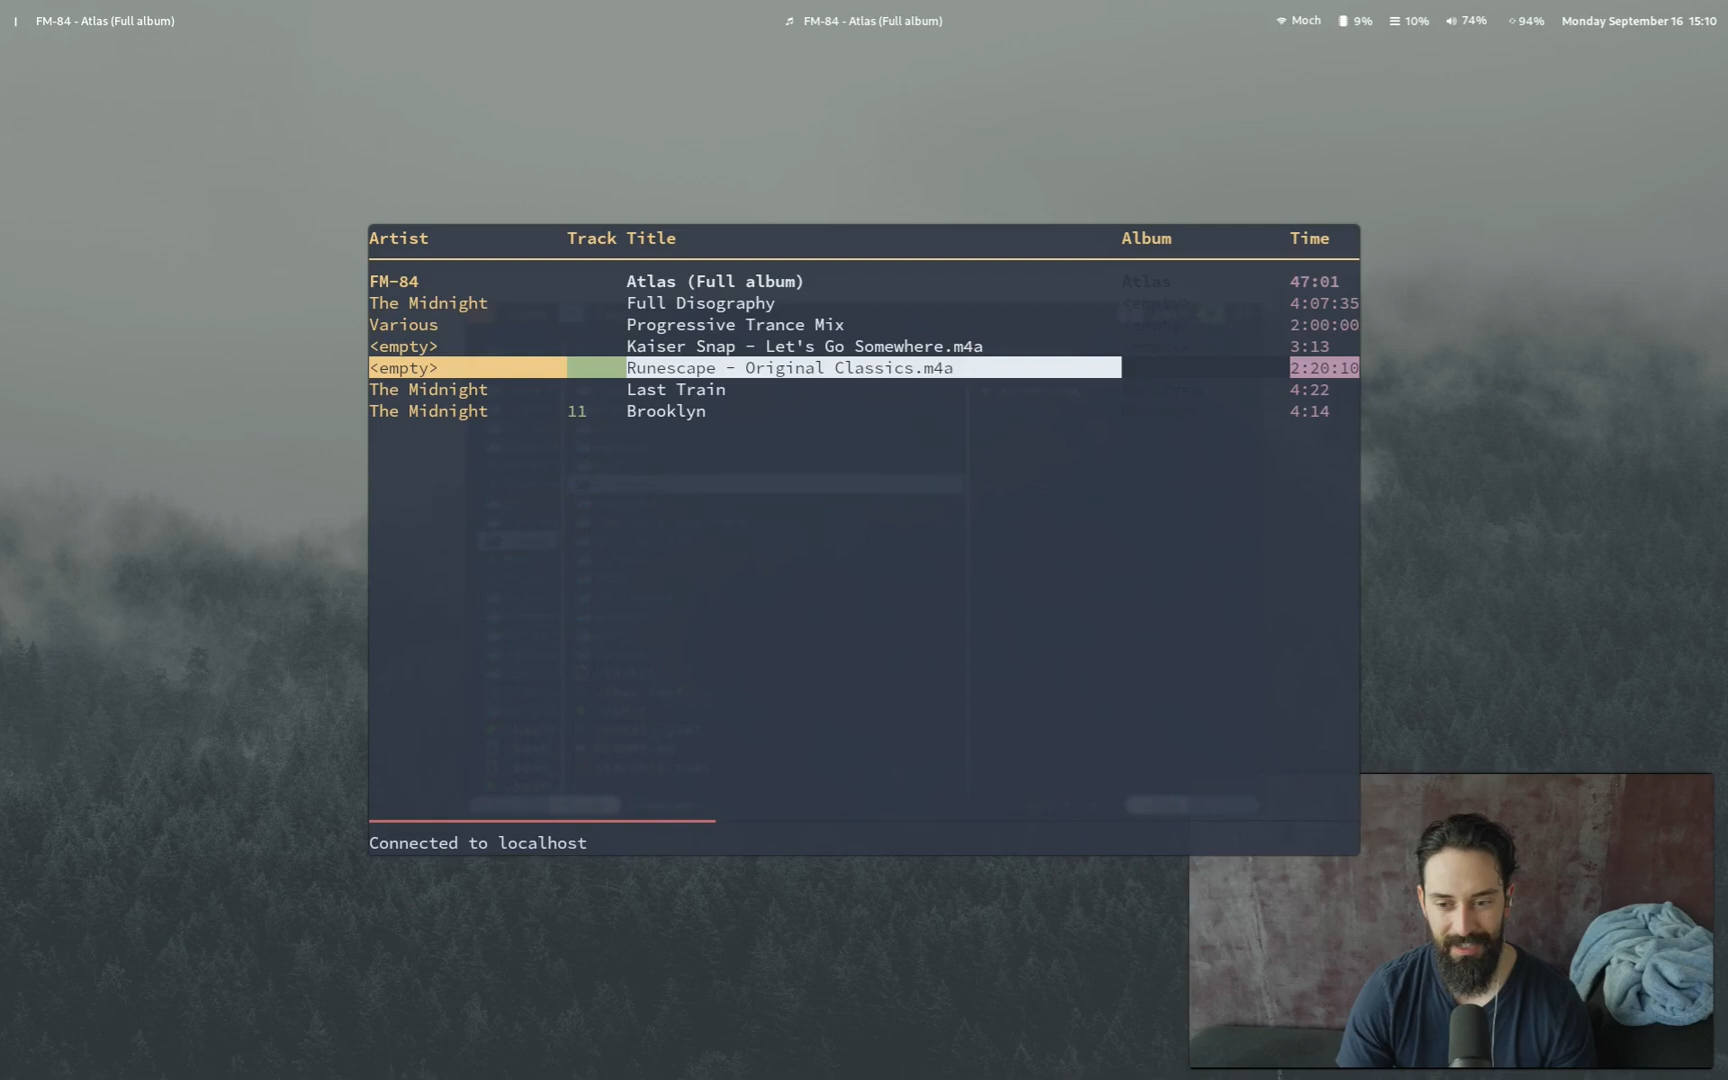 FM-84 - Atlas (Full album)
FM-84 - Atlas (Full album)
Moch 9% 10% 74% 94% Monday September 16 15:10
Artist Track Title Album Time
FM-84 Atlas (Full album) Atlas 47:01
The Midnight Full Disography <empty> 4:07:35
Various Progressive Trance Mix 2:00:00
<empty> Kaiser Snap - Let's Go Somewhere.m4a 3:13
<empty> Runescape - Original Classics.m4a 2:20:10
The Midnight Last Train 4:22
The Midnight 11 Brooklyn 4:14
Connected to localhost